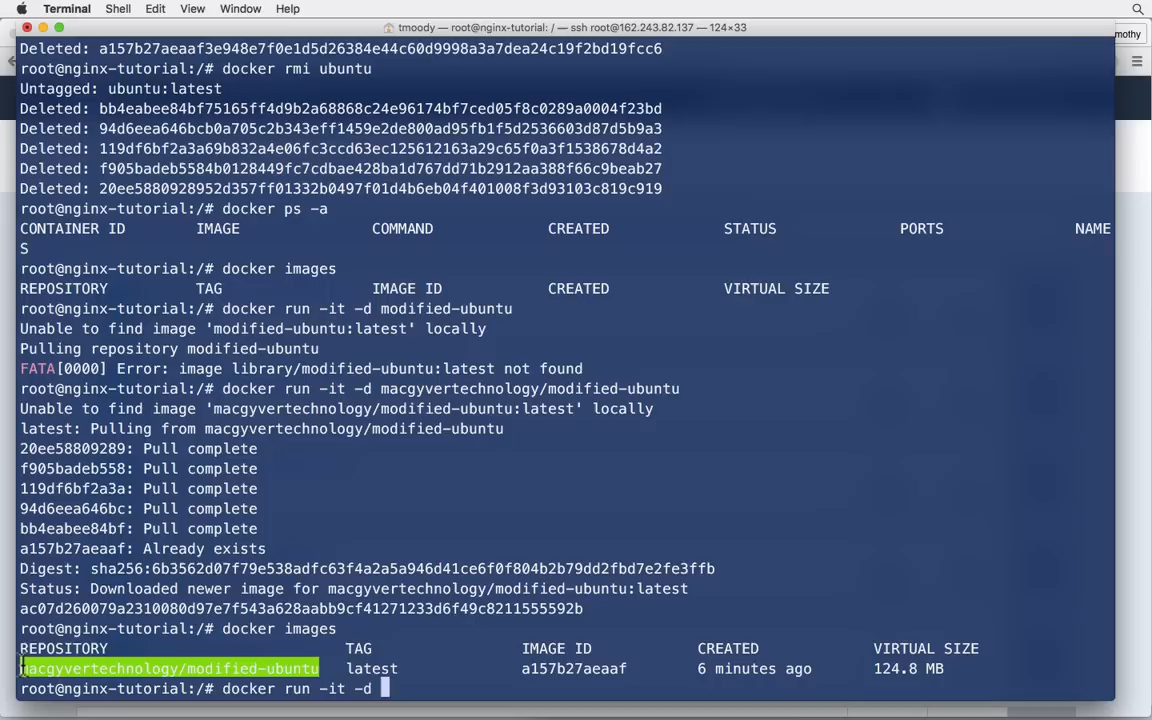 Terminal Shell Edit View Window Help
tmoody — root@nginx-tutorial: / — ssh root@162.243.82.137 — 124×33
mothy
Deleted: a157b27aeaaf3e948e7f0e1d5d26384e44c60d9998a3a7dea24c19f2bd19fcc6
root@nginx-tutorial:/# docker rmi ubuntu
Untagged: ubuntu:latest
Deleted: bb4eabee84bf75165ff4d9b2a68868c24e96174bf7ced05f8c0289a0004f23bd
Deleted: 94d6eea646bcb0a705c2b343eff1459e2de800ad95fb1f5d2536603d87d5b9a3
Deleted: 119df6bf2a3a69b832a4e06fc3ccd63ec125612163a29c65f0a3f1538678d4a2
Deleted: f905badeb5584b0128449fc7cdbae428ba1d767dd71b2912aa388f66c9beab27
Deleted: 20ee5880928952d357ff01332b0497f01d4b6eb04f401008f3d93103c819c919
root@nginx-tutorial:/# docker ps -a
CONTAINER ID IMAGE COMMAND CREATED STATUS PORTS NAME
S
root@nginx-tutorial:/# docker images
REPOSITORY TAG IMAGE ID CREATED VIRTUAL SIZE
root@nginx-tutorial:/# docker run -it -d modified-ubuntu
Unable to find image 'modified-ubuntu:latest' locally
Pulling repository modified-ubuntu
FATA[0000] Error: image library/modified-ubuntu:latest not found
root@nginx-tutorial:/# docker run -it -d macgyvertechnology/modified-ubuntu
Unable to find image 'macgyvertechnology/modified-ubuntu:latest' locally
latest: Pulling from macgyvertechnology/modified-ubuntu
20ee58809289: Pull complete
f905badeb558: Pull complete
119df6bf2a3a: Pull complete
94d6eea646bc: Pull complete
bb4eabee84bf: Pull complete
a157b27aeaaf: Already exists
Digest: sha256:6b3562d07f79e538adfc63f4a2a5a946d41ce6f0f804b2b79dd2fbd7e2fe3ffb
Status: Downloaded newer image for macgyvertechnology/modified-ubuntu:latest
ac07d260079a2310080d97e7f543a628aabb9cf41271233d6f49c8211555592b
root@nginx-tutorial:/# docker images
REPOSITORY TAG IMAGE ID CREATED VIRTUAL SIZE
macgyvertechnology/modified-ubuntu latest a157b27aeaaf 6 minutes ago 124.8 MB
root@nginx-tutorial:/# docker run -it -d